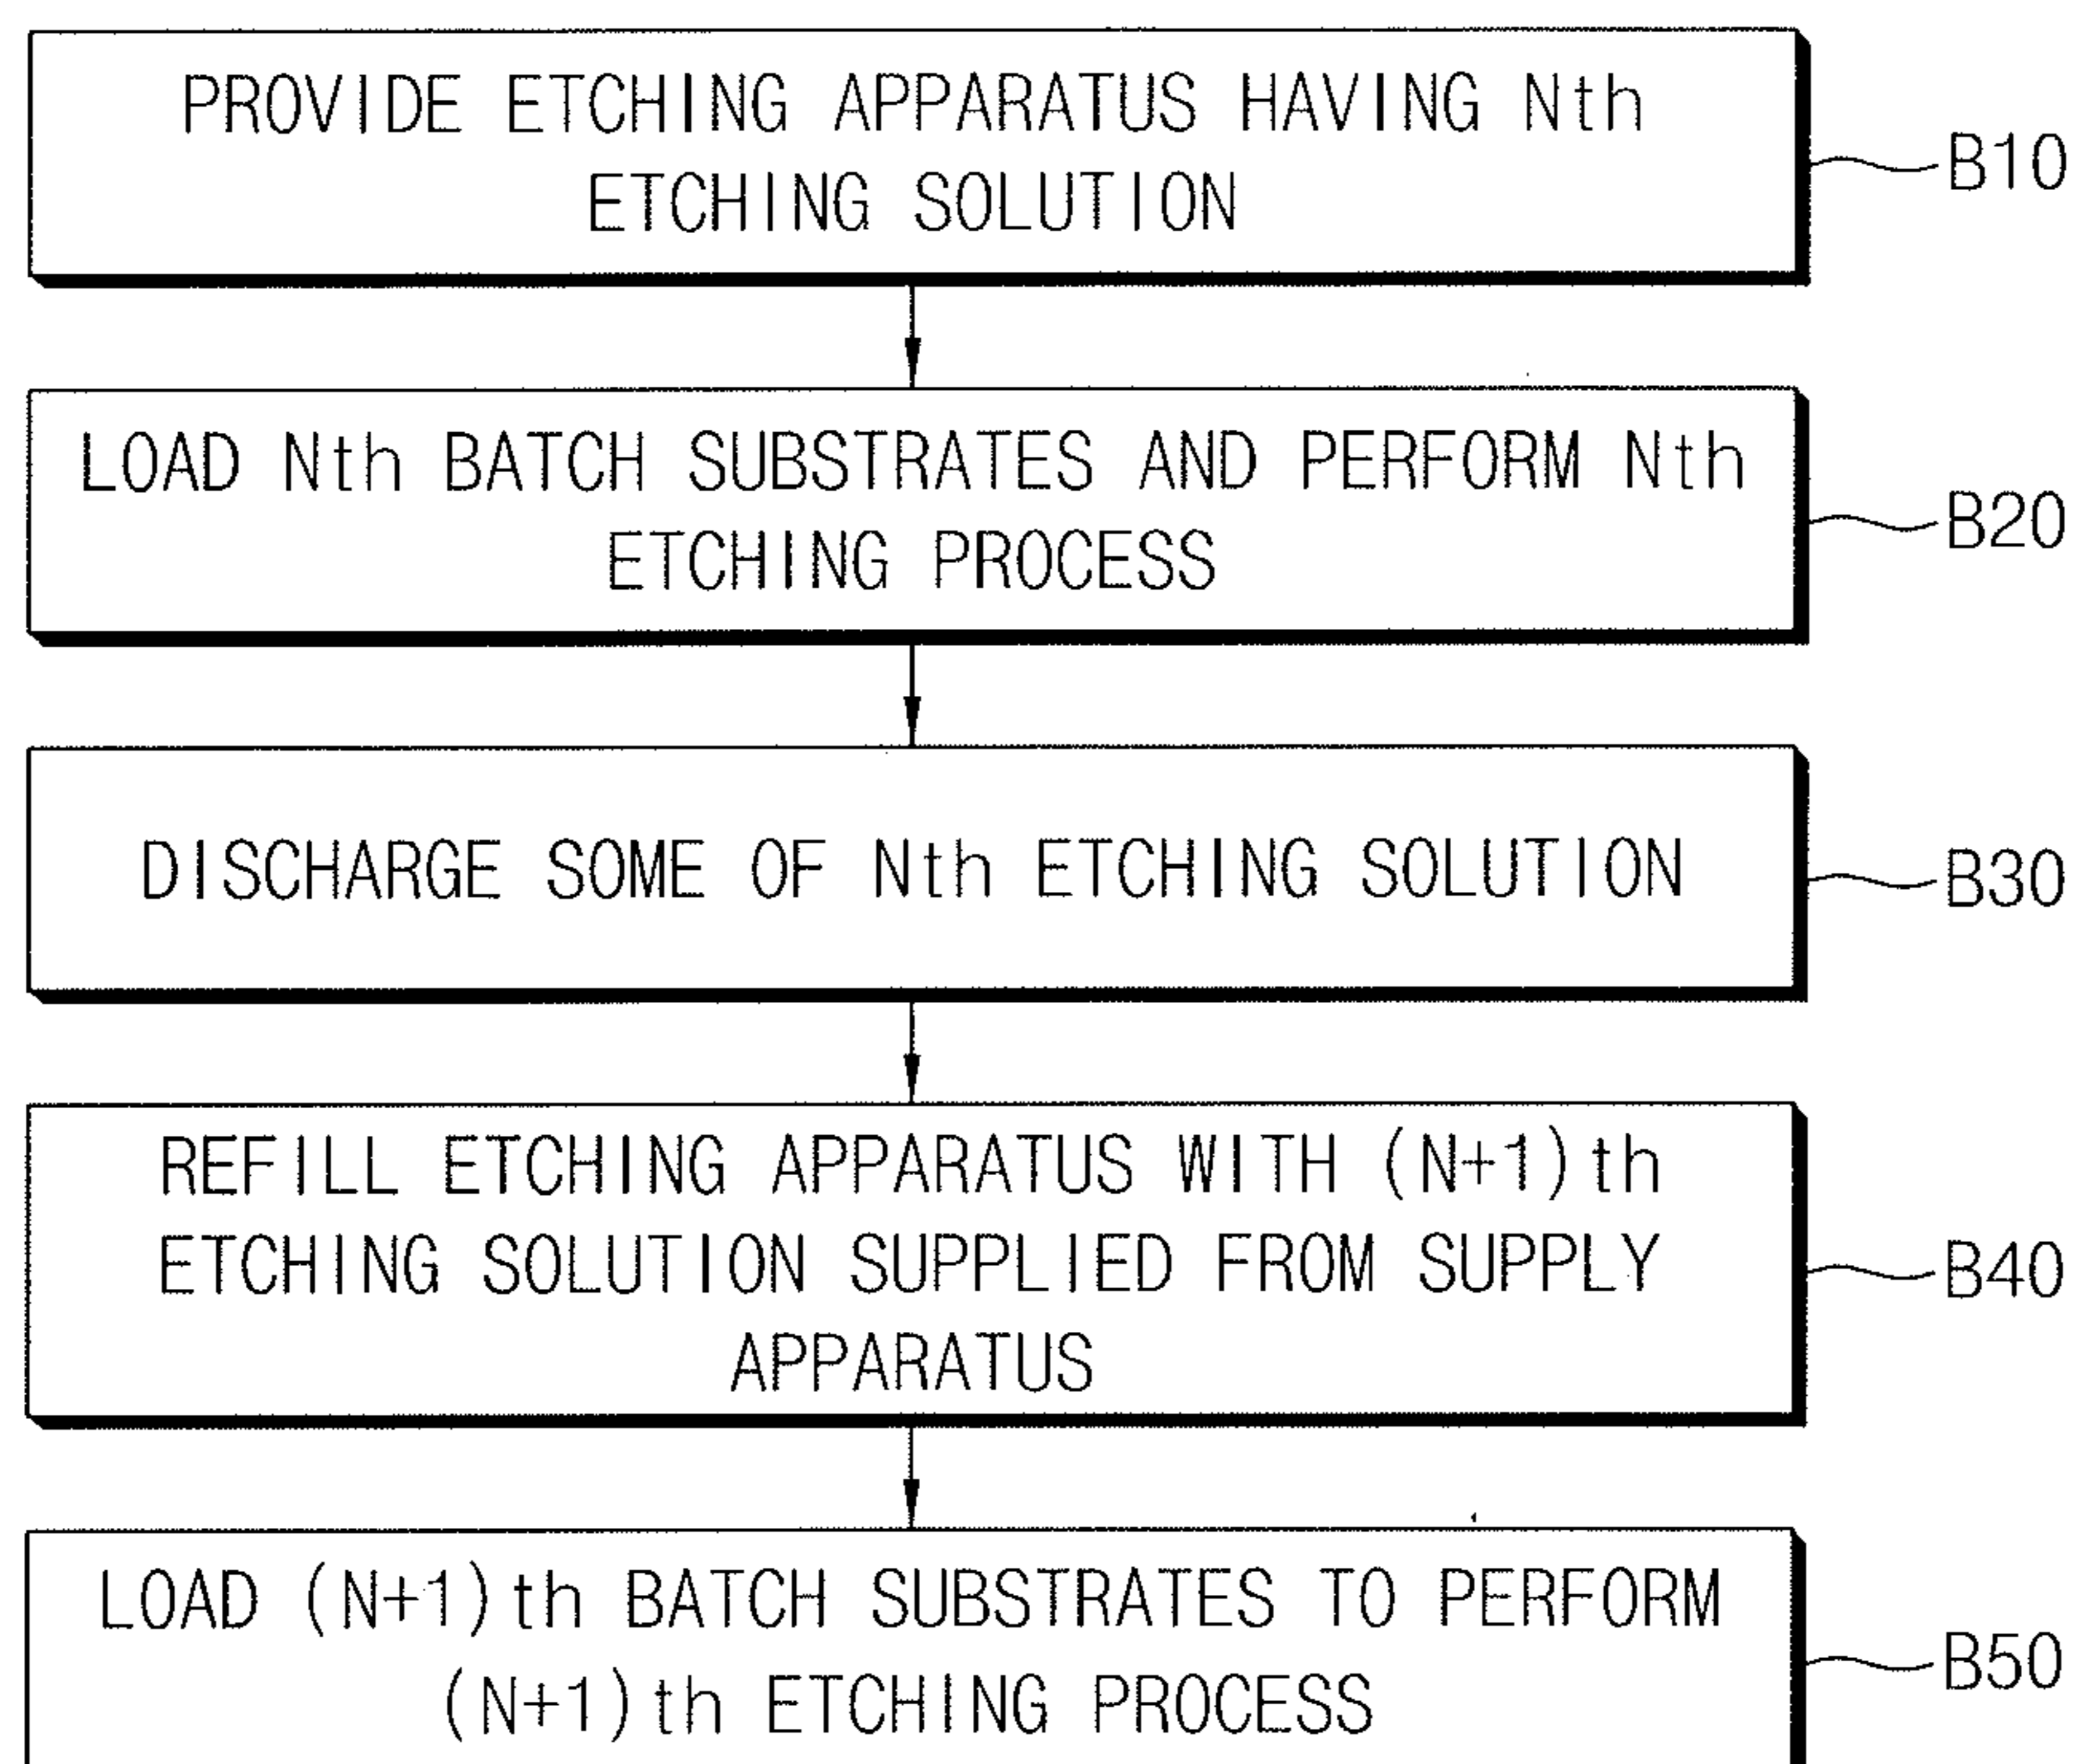 PROVIDE ETCHING APPARATUS HAVING Nth
ETCHING SOLUTION
B10
LOAD Nth BATCH SUBSTRATES AND PERFORM Nth
ETCHING PROCESS
B20
DISCHARGE SOME OF Nth ETCHING SOLUTION
B30
REFILL ETCHING APPARATUS WITH (N+1)th
ETCHING SOLUTION SUPPLIED FROM SUPPLY
APPARATUS
B40
LOAD (N+1)th BATCH SUBSTRATES TO PERFORM
(N+1)th ETCHING PROCESS
B50